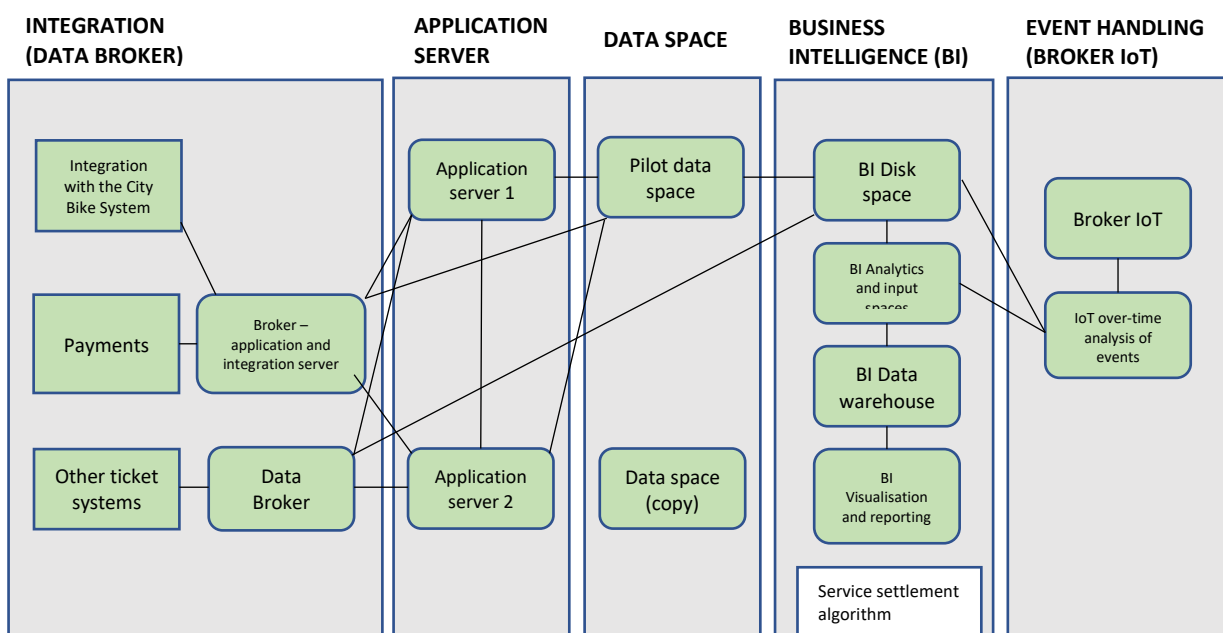 INTEGRATION
(DATA BROKER)
APPLICATION
SERVER
DATA SPACE
BUSINESS
INTELLIGENCE (BI)
EVENT HANDLING
(BROKER IoT)
Integration
with the City
Bike System
Payments
Broker –
application and
integration server
Other ticket
systems
Data
Broker
Application
server 1
Application
server 2
Pilot data
space
Data space
(copy)
BI Disk
space
BI Analytics
and input
spaces
BI Data
warehouse
BI
Visualisation
and reporting
Service settlement
algorithm
Broker IoT
IoT over-time
analysis of
events